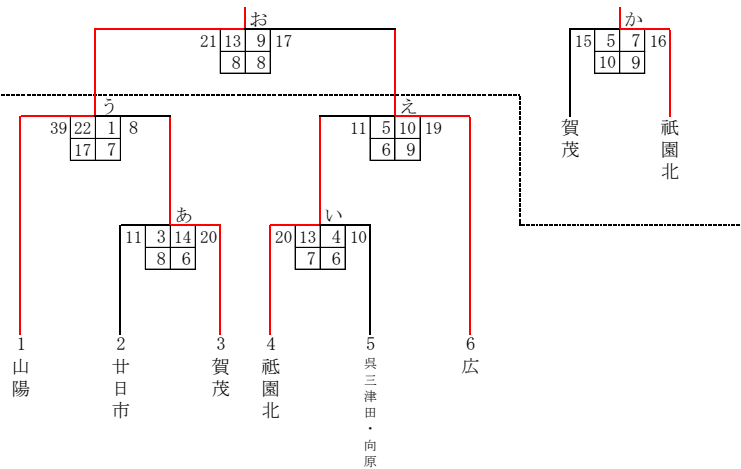 お
か
21 13 9 17
8 8
15 5 7 16
10 9
賀茂
祇園北
う
え
39 22 1 8
17 7
11 5 10 19
6 9
あ
い
11 3 14 20
8 6
20 13 4 10
7 6
1 2 3 4 5 6
山陽
廿日市
賀茂
祇園北
呉三津田・向原
広